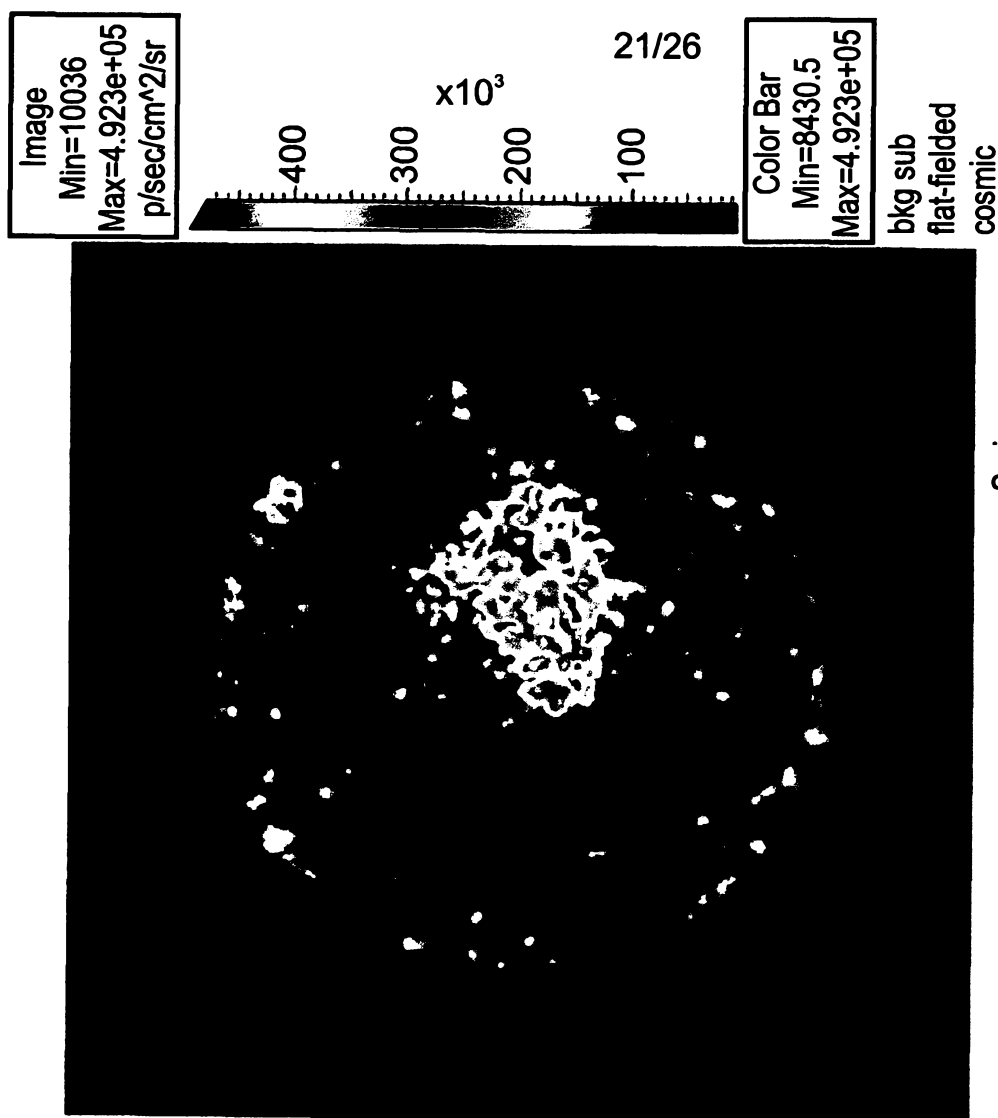 Image
Min=10036
Max=4.923e+05
p/sec/cm^2/sr
21/26
x10³
400
300
200
100
Color Bar
Min=8430.5
Max=4.923e+05
bkg sub
flat-fielded
cosmic